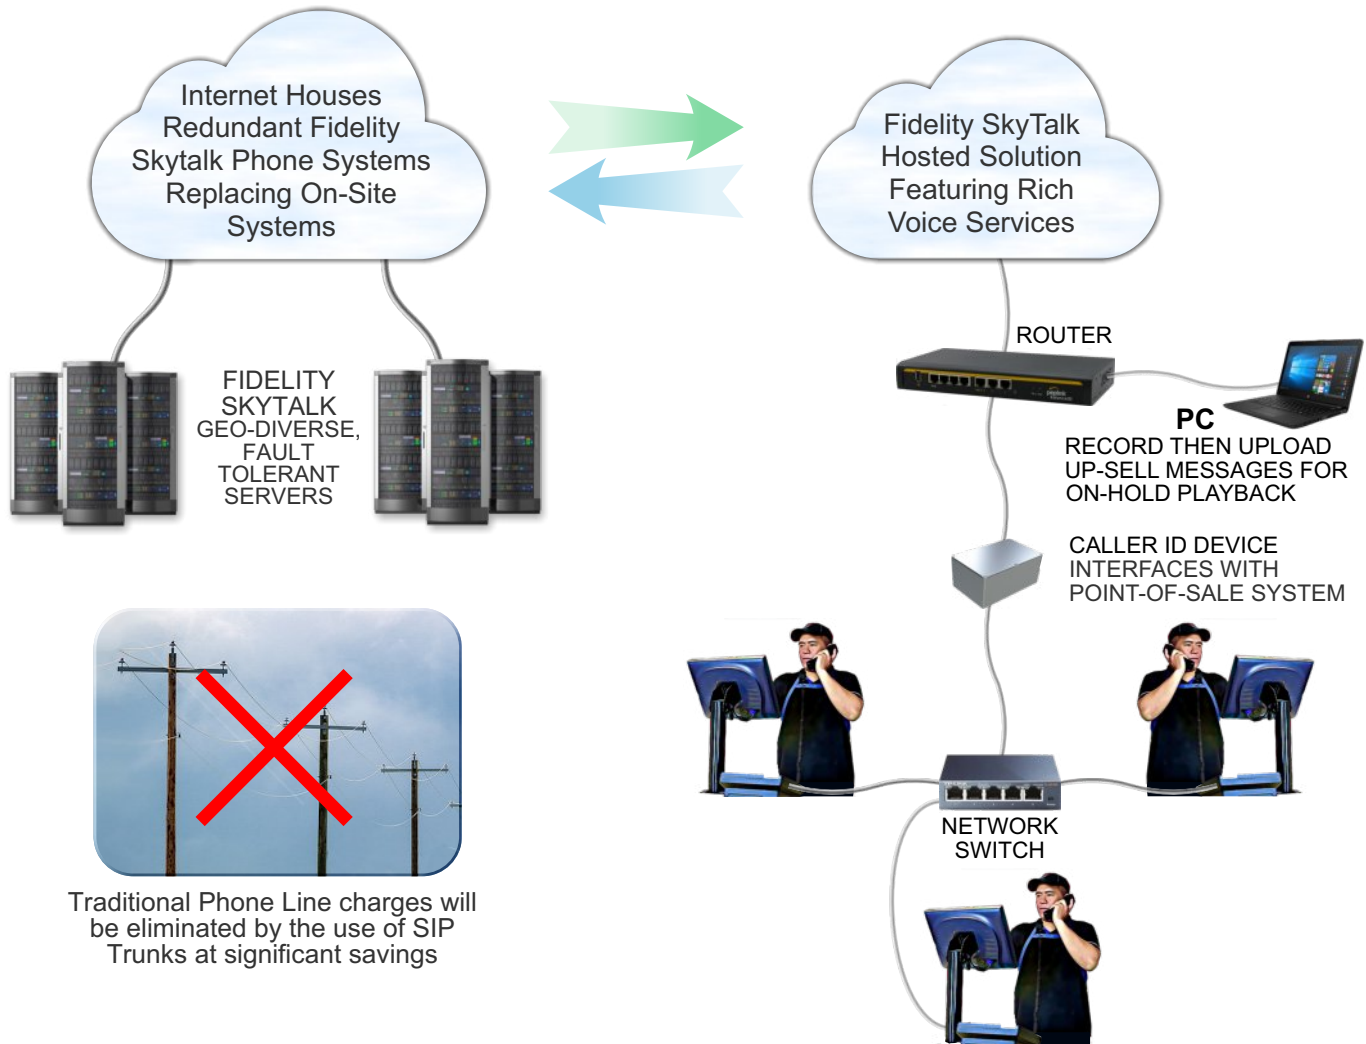 Internet Houses
Redundant Fidelity
Skytalk Phone Systems
Replacing On-Site
Systems
Fidelity SkyTalk
Hosted Solution
Featuring Rich
Voice Services
ROUTER
FIDELITY
SKYTALK
GEO-DIVERSE,
FAULT
TOLERANT
SERVERS
PC
RECORD THEN UPLOAD
UP-SELL MESSAGES FOR
ON-HOLD PLAYBACK
CALLER ID DEVICE
INTERFACES WITH
POINT-OF-SALE SYSTEM
NETWORK
SWITCH
Traditional Phone Line charges will
be eliminated by the use of SIP
Trunks at significant savings